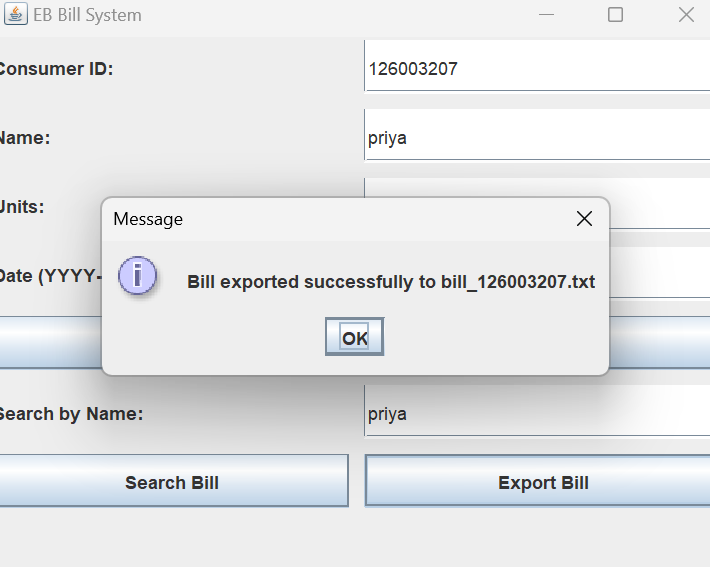 EB Bill System
Consumer ID: 126003207
Name: priya
Units:
Message
Date (YYYY-
Bill exported successfully to bill_126003207.txt
OK
Search by Name: priya
Search Bill Export Bill